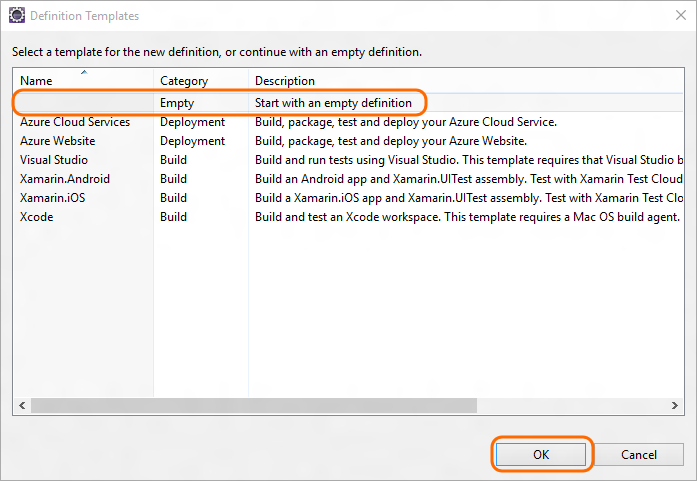 Definition Templates
Select a template for the new definition, or continue with an empty definition.
Name Category Description
Empty Start with an empty definition
Azure Cloud Services Deployment Build, package, test and deploy your Azure Cloud Service.
Azure Website Deployment Build, package, test and deploy your Azure Website.
Visual Studio Build Build and run tests using Visual Studio. This template requires that Visual Studio b
Xamarin.Android Build Build an Android app and Xamarin.UITest assembly. Test with Xamarin Test Cloud
Xamarin.iOS Build Build a Xamarin.iOS app and Xamarin.UITest assembly. Test with Xamarin Test Clo
Xcode Build Build and test an Xcode workspace. This template requires a Mac OS build agent.
OK Cancel